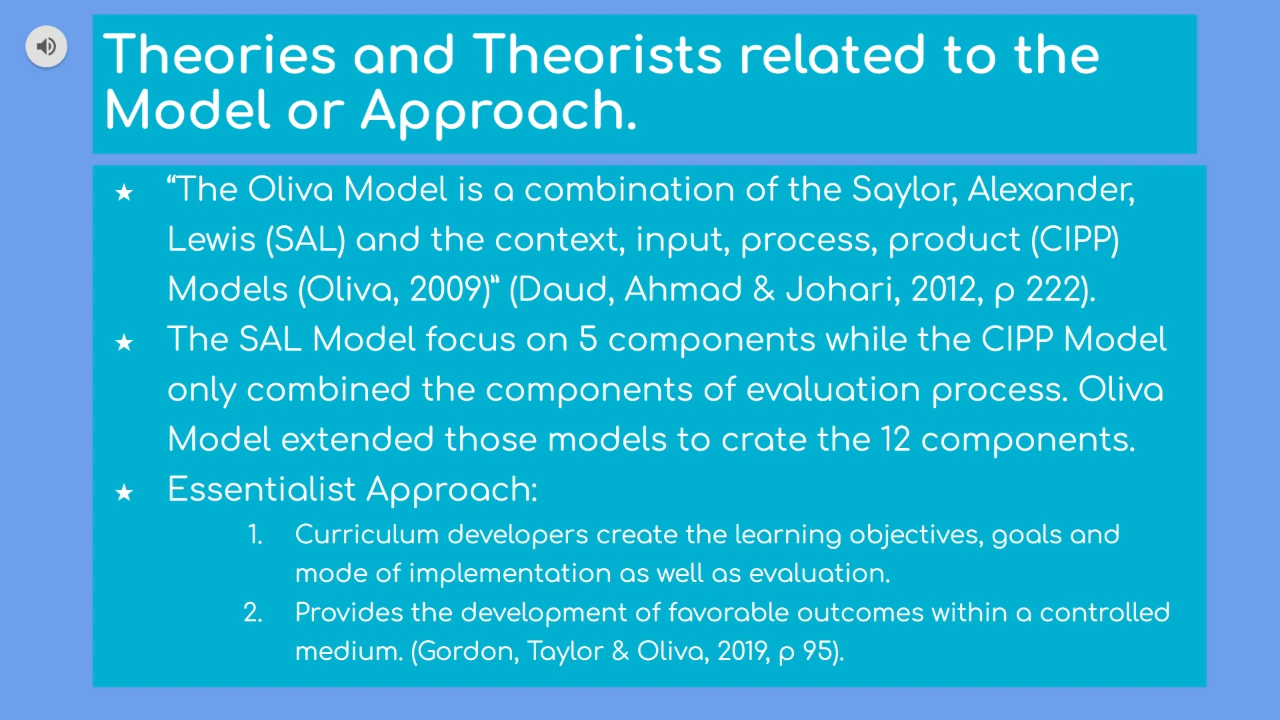 Theories and Theorists related to the
Model or Approach.
★ “The Oliva Model is a combination of the Saylor, Alexander,
Lewis (SAL) and the context, input, process, product (CIPP)
Models (Oliva, 2009)” (Daud, Ahmad & Johari, 2012, p 222).
★ The SAL Model focus on 5 components while the CIPP Model
only combined the components of evaluation process. Oliva
Model extended those models to crate the 12 components.
★ Essentialist Approach:
1. Curriculum developers create the learning objectives, goals and
mode of implementation as well as evaluation.
2. Provides the development of favorable outcomes within a controlled
medium. (Gordon, Taylor & Oliva, 2019, p 95).